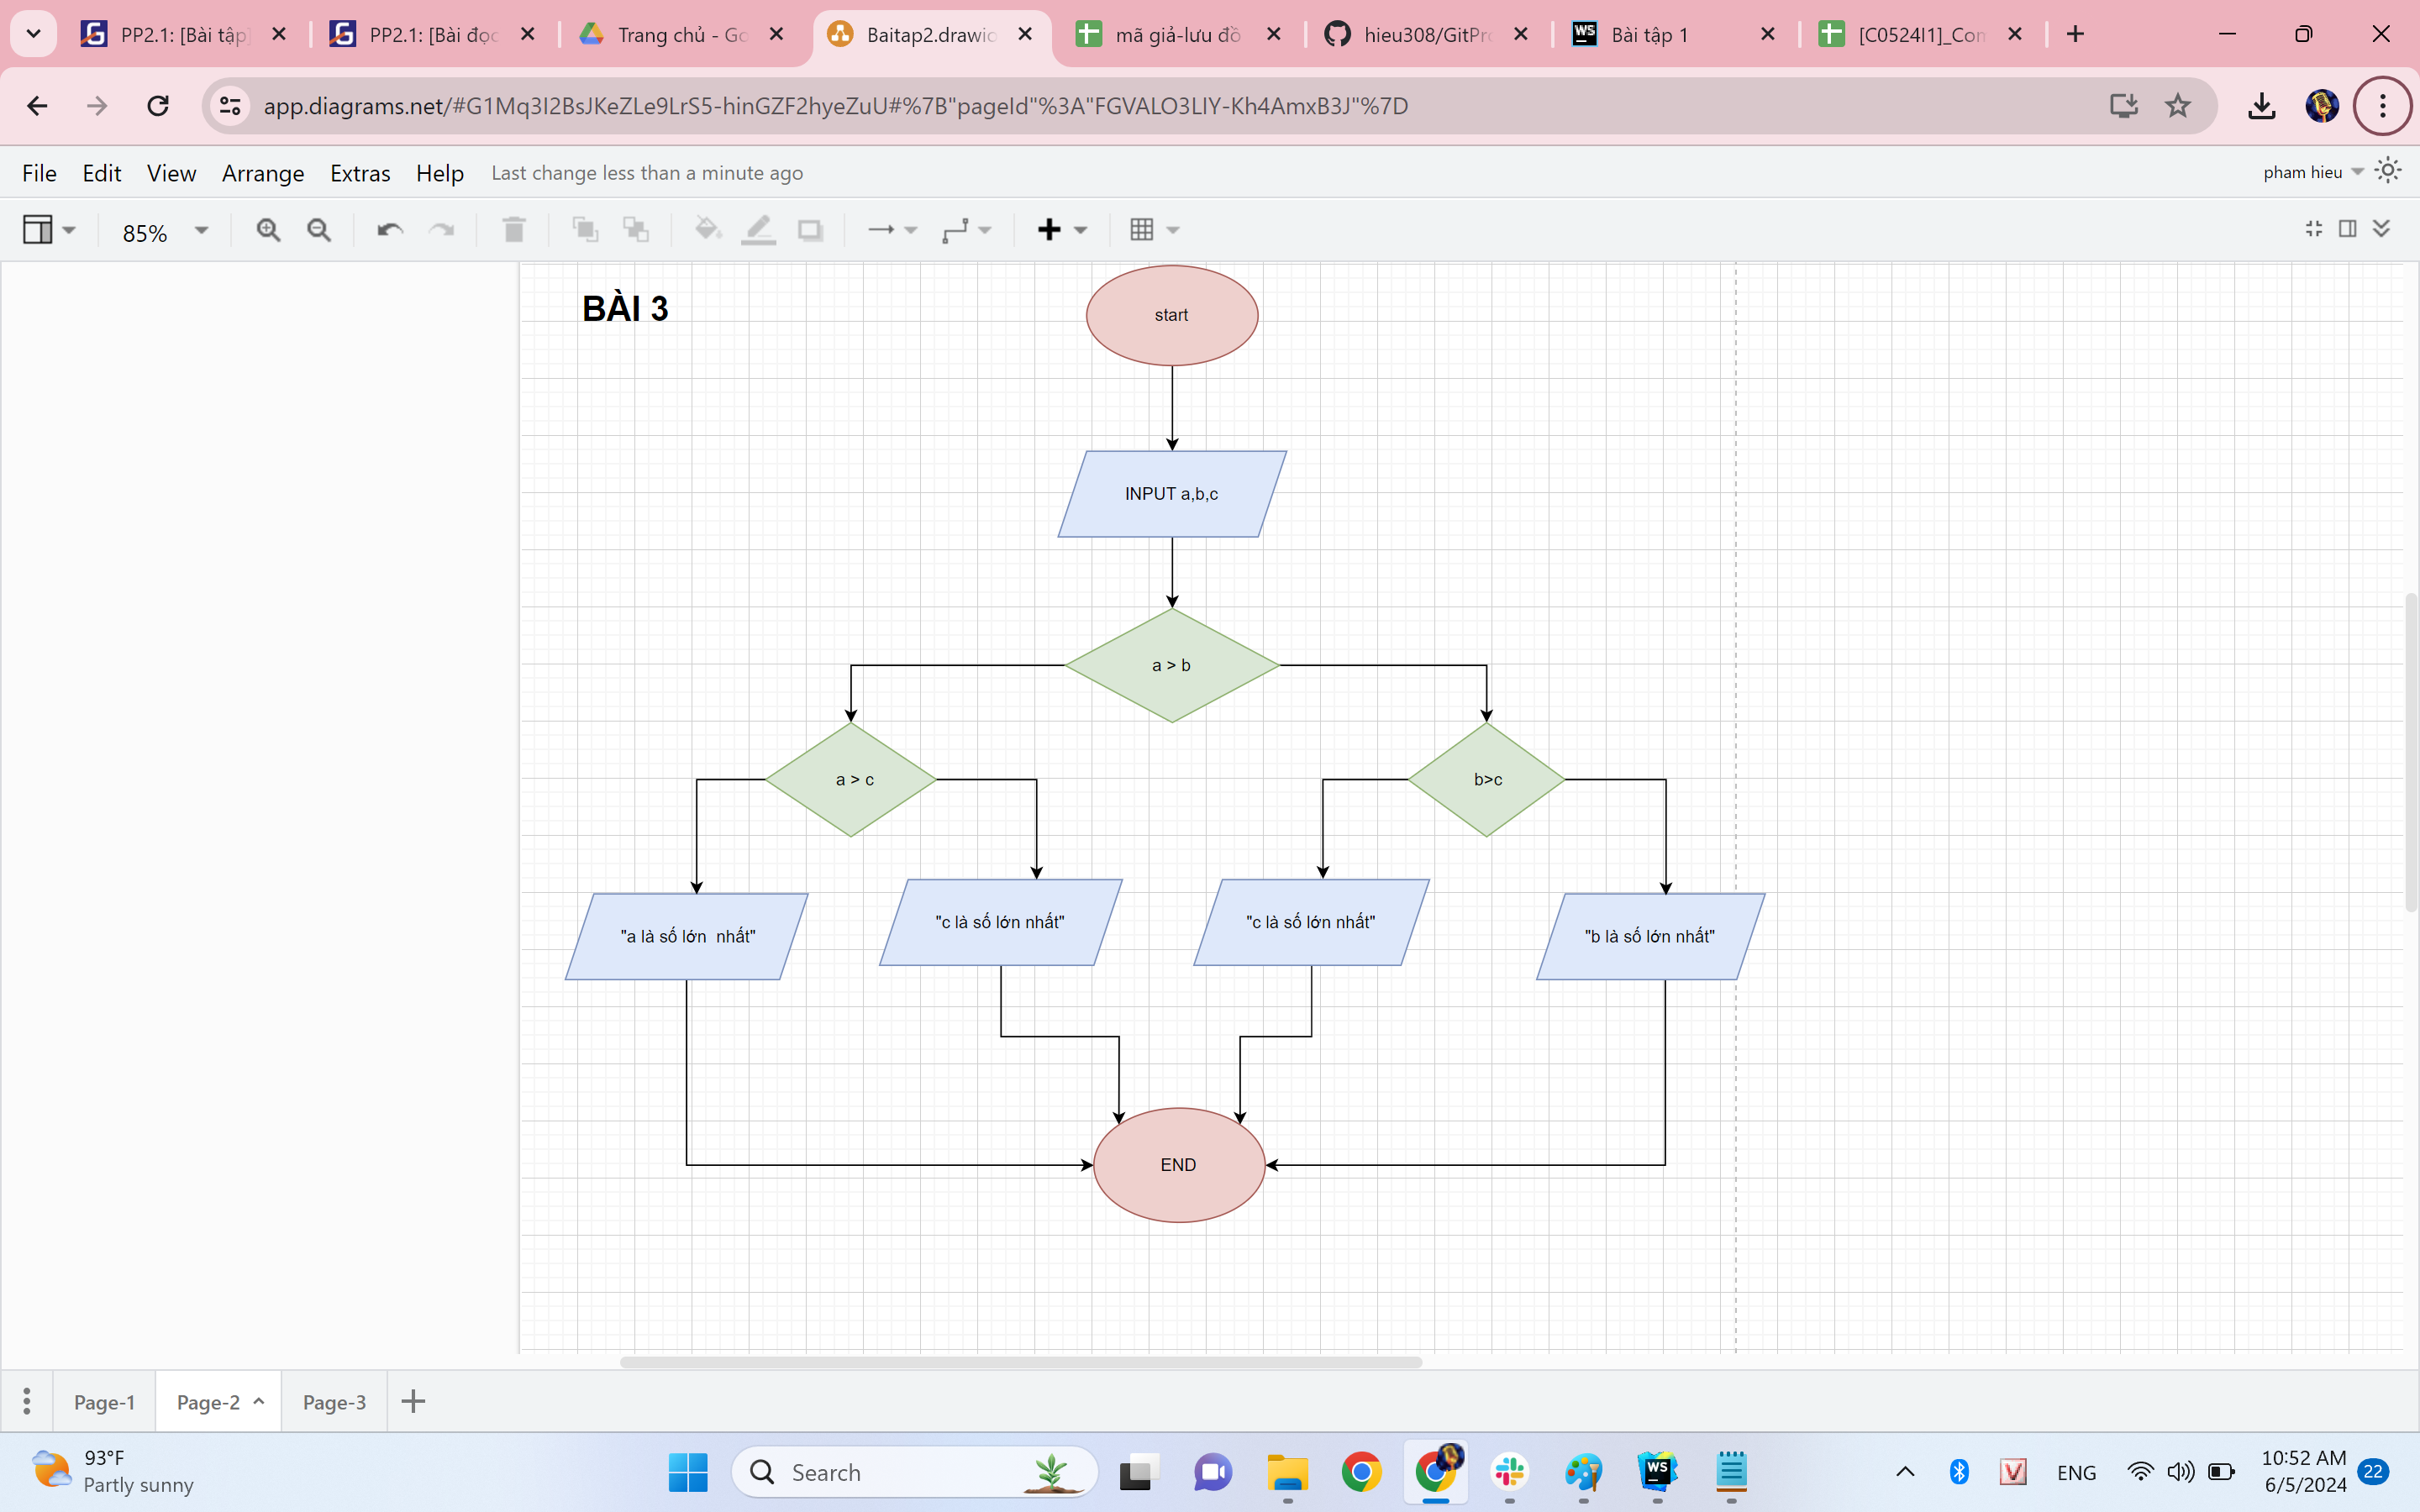 PP2.1: [Bài tập]
PP2.1: [Bài đọc
Trang chủ - Go
Baitap2.drawio
mã giả-lưu đồ
hieu308/GitPro
Bài tập 1
[C0524I1]_Com
app.diagrams.net/#G1Mq3I2BsJKeZLe9LrS5-hinGZF2hyeZuU#%7B"pageId"%3A"FGVALO3LIY-Kh4AmxB3J"%7D
File Edit View Arrange Extras Help Last change less than a minute ago
pham hieu
85%
BÀI 3
start
INPUT a,b,c
a > b
a > c
b>c
"a là số lớn nhất"
"c là số lớn nhất"
"c là số lớn nhất"
"b là số lớn nhất"
END
Page-1
Page-2
Page-3
93°F
Partly sunny
Search
WS
ENG
10:52 AM
6/5/2024
22